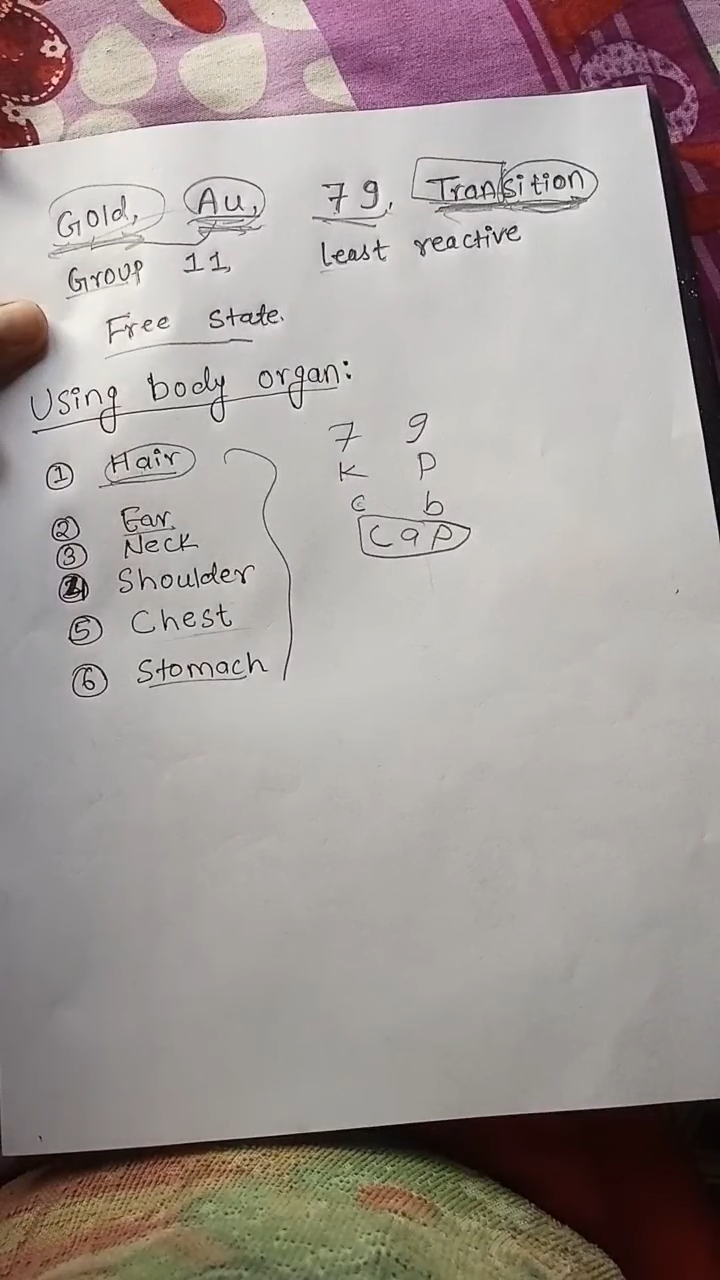 Gold, Au, 79, Transition
Group 11, least reactive
Free state.
Using body organ:
① Hair
② Ear
③ Neck
④ Shoulder
⑤ Chest
⑥ Stomach
7 9
K P
c b
Cap